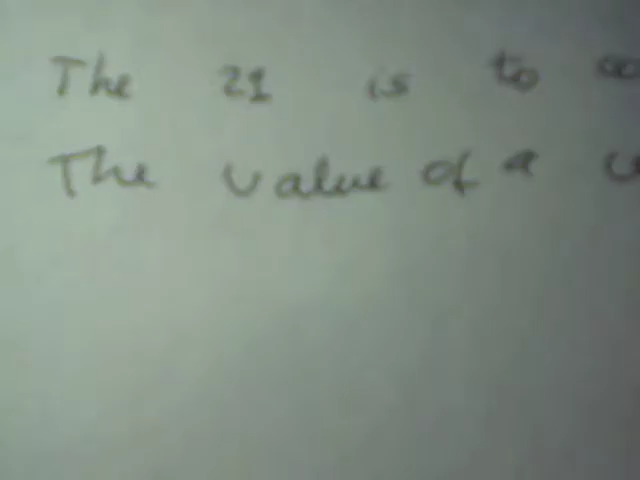 The 21 is to
The value of a